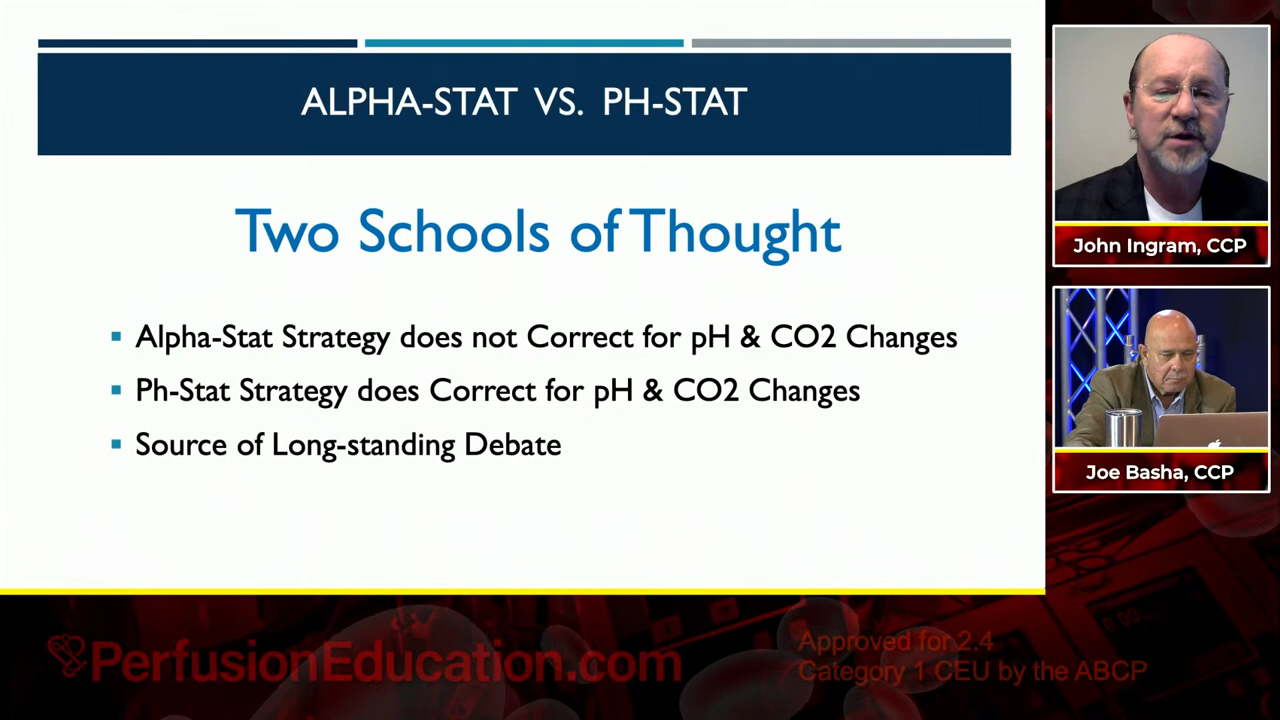 ALPHA-STAT VS. PH-STAT
Two Schools of Thought
Alpha-Stat Strategy does not Correct for pH & CO2 Changes
Ph-Stat Strategy does Correct for pH & CO2 Changes
Source of Long-standing Debate
John Ingram, CCP
Joe Basha, CCP
PerfusionEducation.com
Approved for 2.4
Category 1 CEU by the ABCP